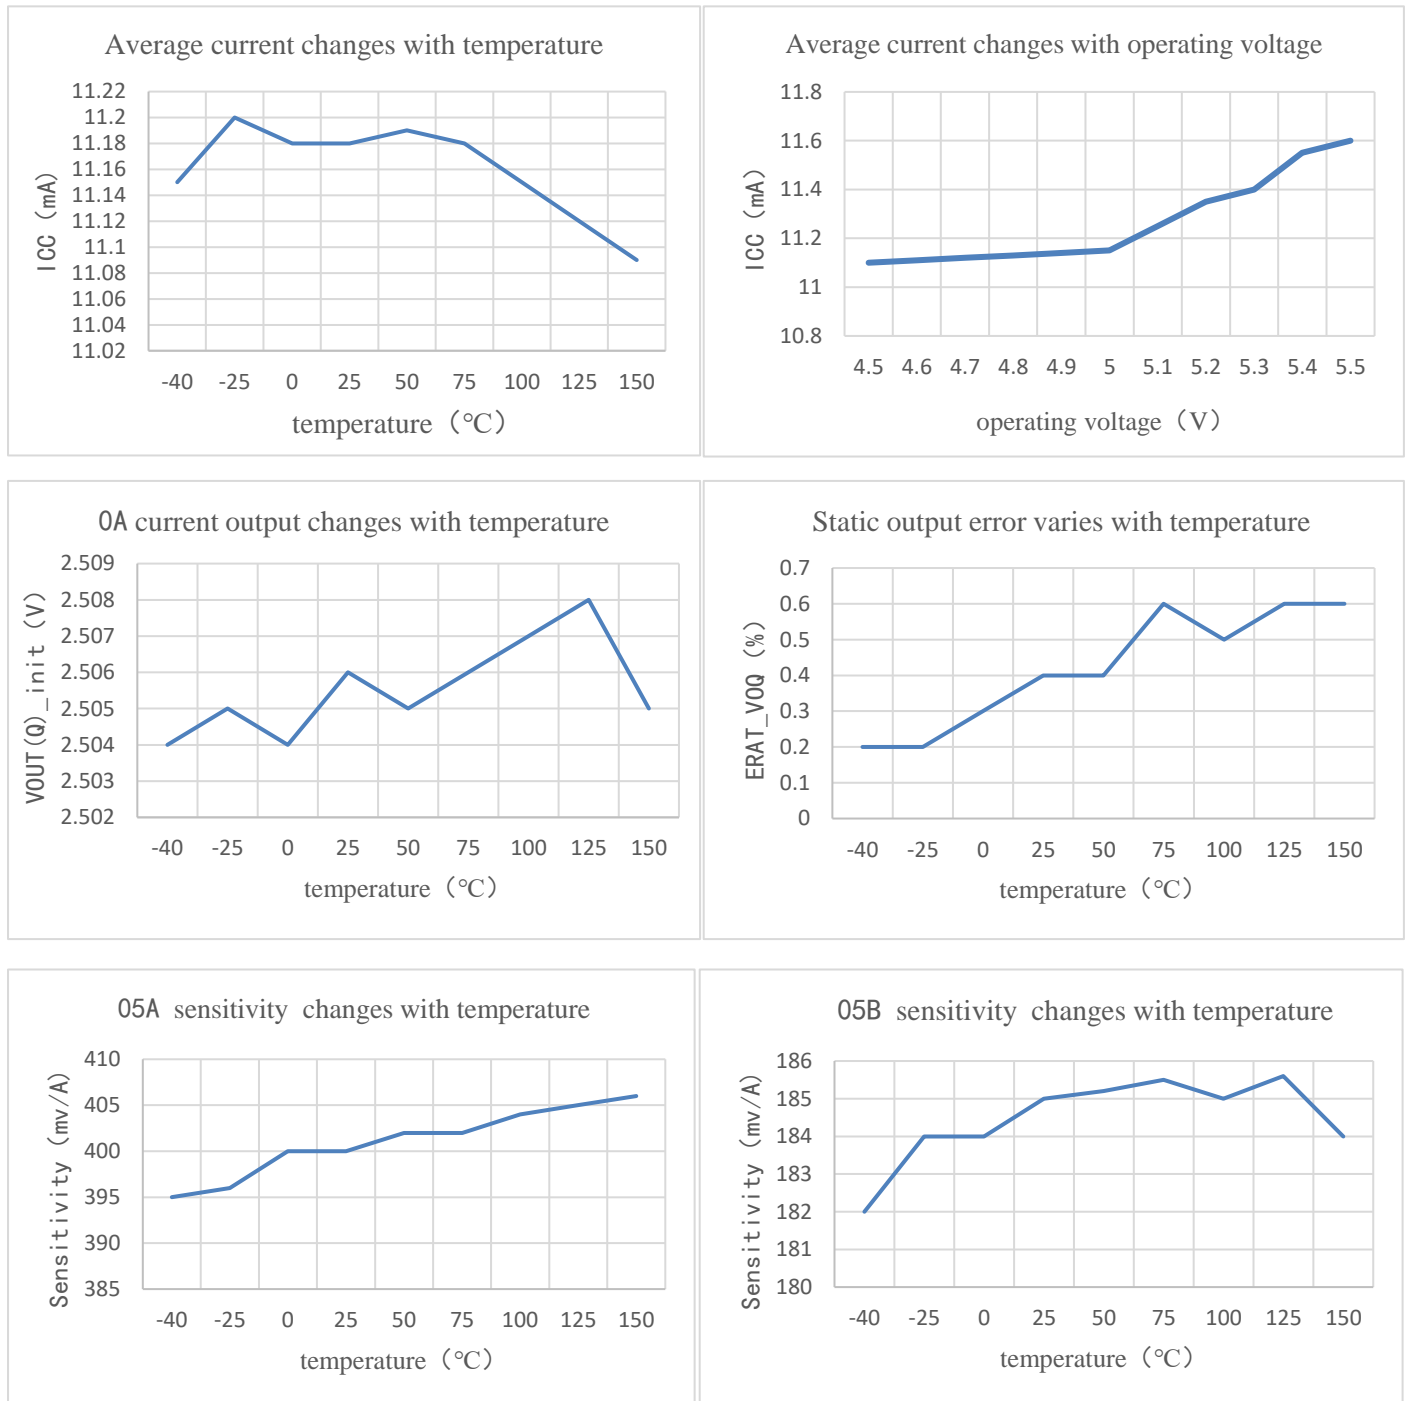 Average current changes with temperature
11.22
11.2
11.18
11.16
11.14
11.12
11.1
11.08
11.06
11.04
11.02
ICC (mA)
-40 -25 0 25 50 75 100 125 150
temperature（℃）
Average current changes with operating voltage
11.8
11.6
11.4
11.2
11
10.8
ICC (mA)
4.5 4.6 4.7 4.8 4.9 5 5.1 5.2 5.3 5.4 5.5
operating voltage（V）
0A current output changes with temperature
2.509
2.508
2.507
2.506
2.505
2.504
2.503
2.502
VOUT(Q)_init (V)
-40 -25 0 25 50 75 100 125 150
temperature（℃）
Static output error varies with temperature
0.7
0.6
0.5
0.4
0.3
0.2
0.1
0
ERAT_VOQ (%)
-40 -25 0 25 50 75 100 125 150
temperature（℃）
05A sensitivity changes with temperature
410
405
400
395
390
385
Sensitivity (mv/A)
-40 -25 0 25 50 75 100 125 150
temperature（℃）
05B sensitivity changes with temperature
186
185
184
183
182
181
180
Sensitivity (mv/A)
-40 -25 0 25 50 75 100 125 150
temperature（℃）